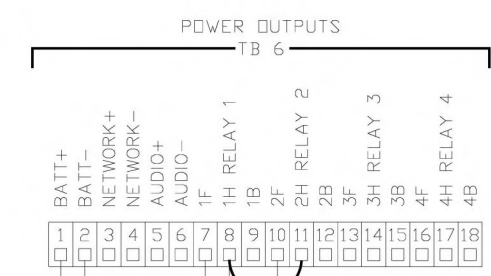 POWER OUTPUTS
TB 6
BATT+
BATT-
NETWORK+
NETWORK-
AUDIO+
AUDIO-
1F
1H RELAY 1
1B
2F
2H RELAY 2
2B
3F
3H RELAY 3
3B
4F
4H RELAY 4
4B
1 2 3 4 5 6 7 8 9 10 11 12 13 14 15 16 17 18